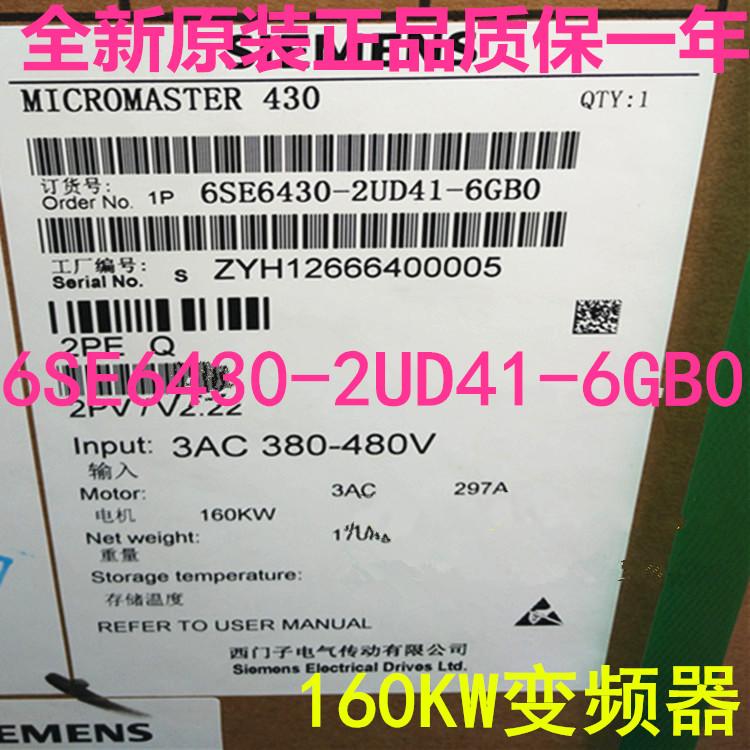 全新原装正品质保一年
SIEMENS
MICROMASTER 430 QTY:1
订货号:
Order No. 1P 6SE6430-2UD41-6GB0
工厂编号:
Serial No. S ZYH12666400005
2PE Q
6SE6430-2UD41-6GB0
2PV / V2.22
Input: 3AC 380-480V
输入
Motor: 3AC 297A
电机 160KW
Net weight:
重量
Storage temperature:
存储温度
REFER TO USER MANUAL
西门子电气传动有限公司
Siemens Electrical Drives Ltd.
160KW变频器
EMENS